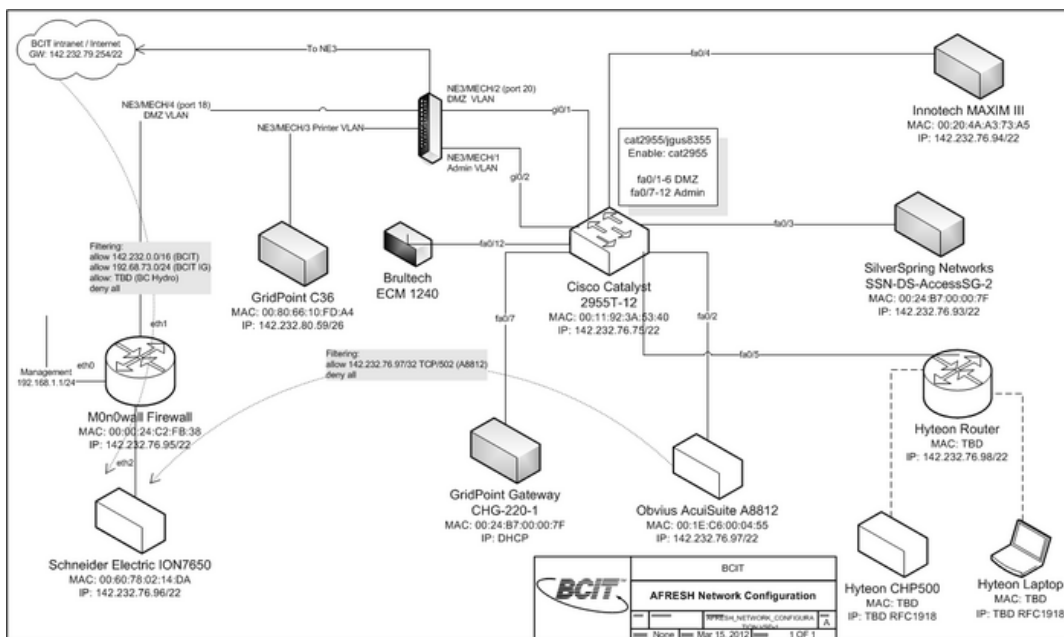 BCIT intranet / Internet
GW: 142.232.79.254/22
To NE3
fa0/4
Innotech MAXIM III
MAC: 00:20:4A:A3:73:A5
IP: 142.232.76.94/22
NE3/MECH/4 (port 18)
DMZ VLAN
NE3/MECH/2 (port 20)
DMZ VLAN
gi0/1
NE3/MECH/3 Printer VLAN
NE3/MECH/1
Admin VLAN
gi0/2
cat2955/jgus8355
Enable: cat2955
fa0/1-6 DMZ
fa0/7-12 Admin
fa0/3
SilverSpring Networks
SSN-DS-AccessSG-2
MAC: 00:24:B7:00:00:7F
IP: 142.232.76.93/22
Filtering:
allow 142.232.0.0/16 (BCIT)
allow 192.68.73.0/24 (BCIT IG)
allow: TBD (BC Hydro)
deny all
GridPoint C36
MAC: 00:80:66:10:FD:A4
IP: 142.232.80.59/26
Brultech
ECM 1240
fa0/12
Cisco Catalyst
2955T-12
MAC: 00:11:92:3A:53:40
IP: 142.232.76.75/22
fa0/7
fa0/2
fa0/5
eth1
eth0
Management
192.168.1.1/24
Filtering:
allow 142.232.76.97/32 TCP/502 (A8812)
deny all
M0n0wall Firewall
MAC: 00:00:24:C2:FB:38
IP: 142.232.76.95/22
eth2
Hyteon Router
MAC: TBD
IP: 142.232.76.98/22
Schneider Electric ION7650
MAC: 00:60:78:02:14:DA
IP: 142.232.76.96/22
GridPoint Gateway
CHG-220-1
MAC: 00:24:B7:00:00:7F
IP: DHCP
Obvius AcuiSuite A8812
MAC: 00:1E:C6:00:04:55
IP: 142.232.76.97/22
Hyteon CHP500
MAC: TBD
IP: TBD RFC1918
Hyteon Laptop
MAC: TBD
IP: TBD RFC1918
BCIT
BCIT
AFRESH Network Configuration
A
None
Mar 15, 2012
1 OF 1